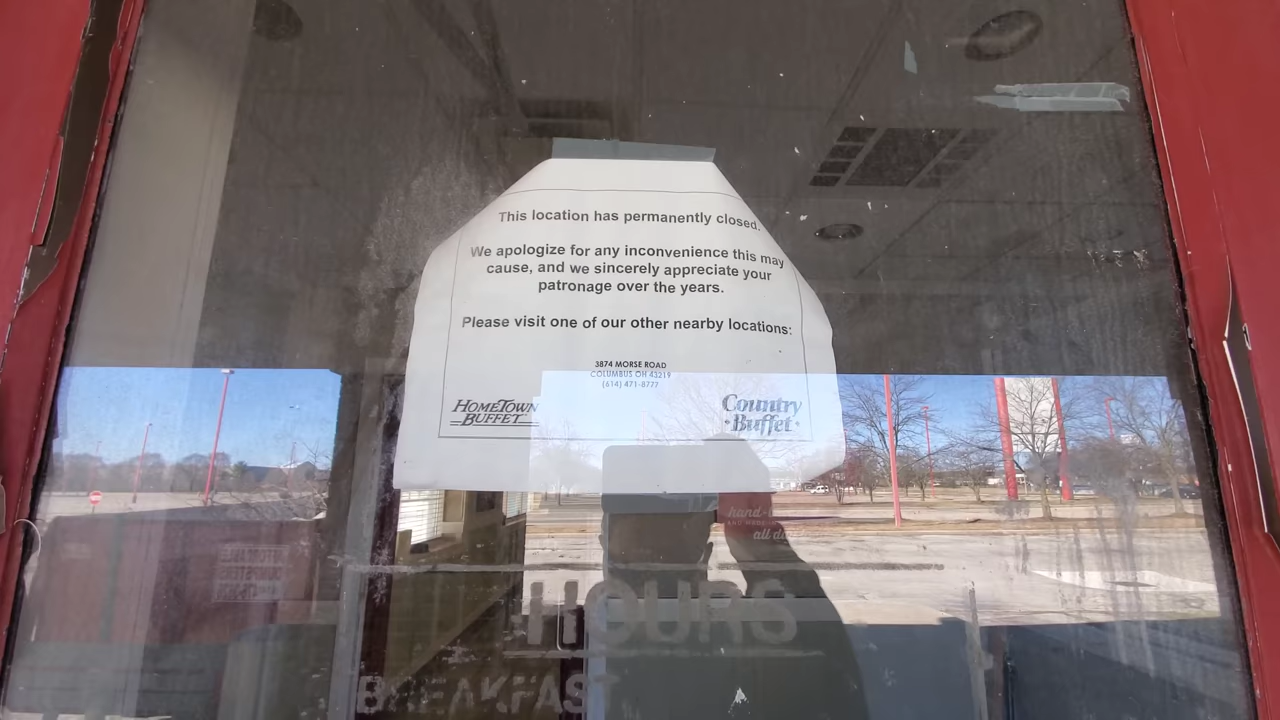 This location has permanently closed.
We apologize for any inconvenience this may
cause, and we sincerely appreciate your
patronage over the years.
Please visit one of our other nearby locations:
3874 MORSE ROAD
COLUMBUS OH 43219
(614) 471-8777
HOMETOWN
BUFFET
Country
Buffet
all day
HOURS
BREAKFAST